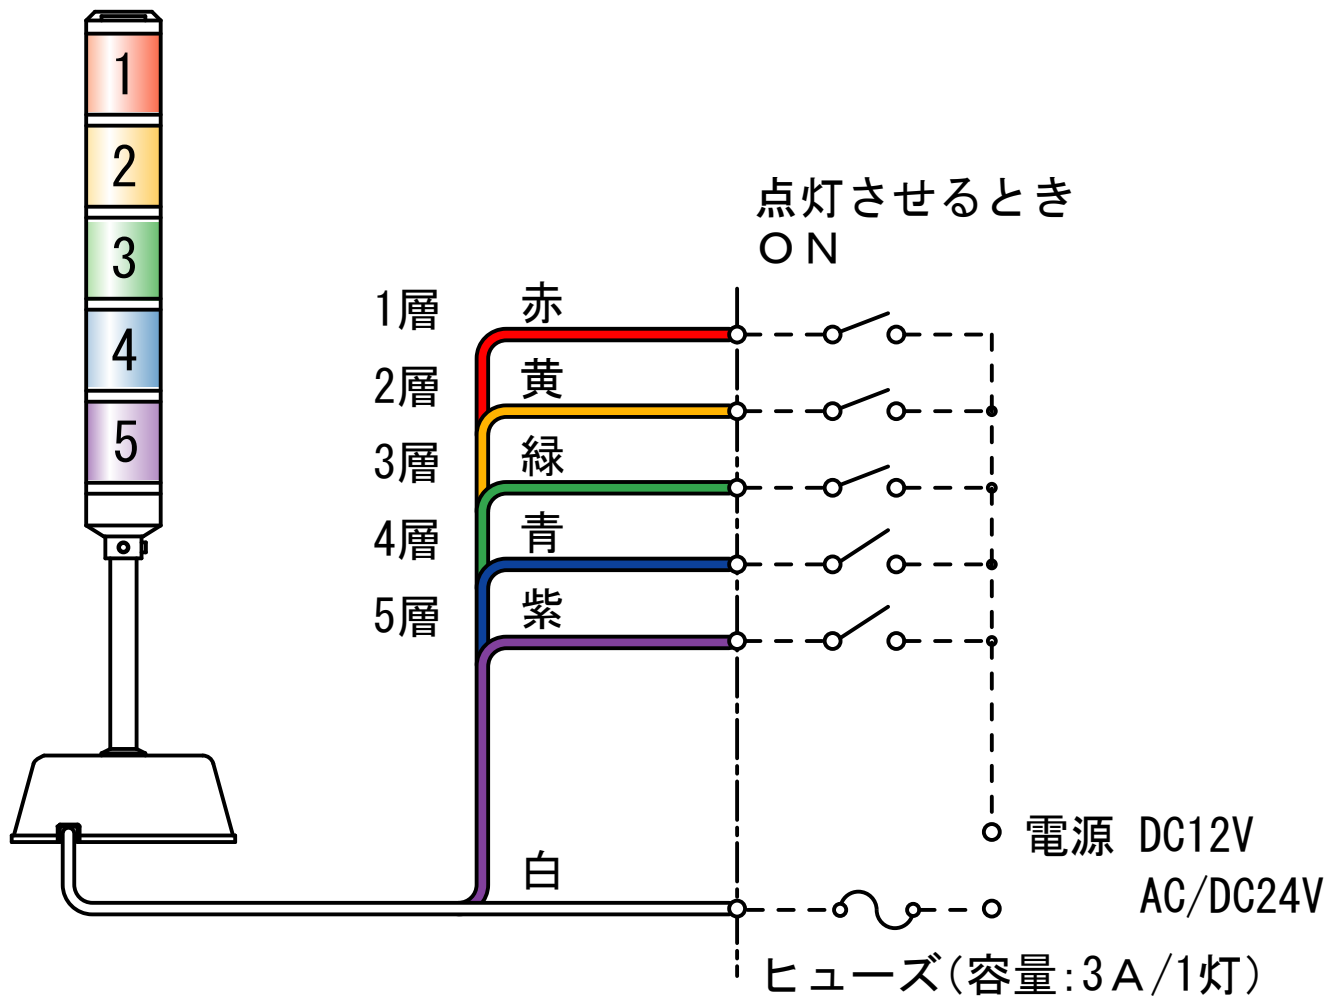 1
2
3
4
5
点灯させるとき
ＯＮ
1層 赤
2層 黄
3層 緑
4層 青
5層 紫
白
電源 DC12V
AC/DC24V
ヒューズ(容量:3Ａ/1灯)